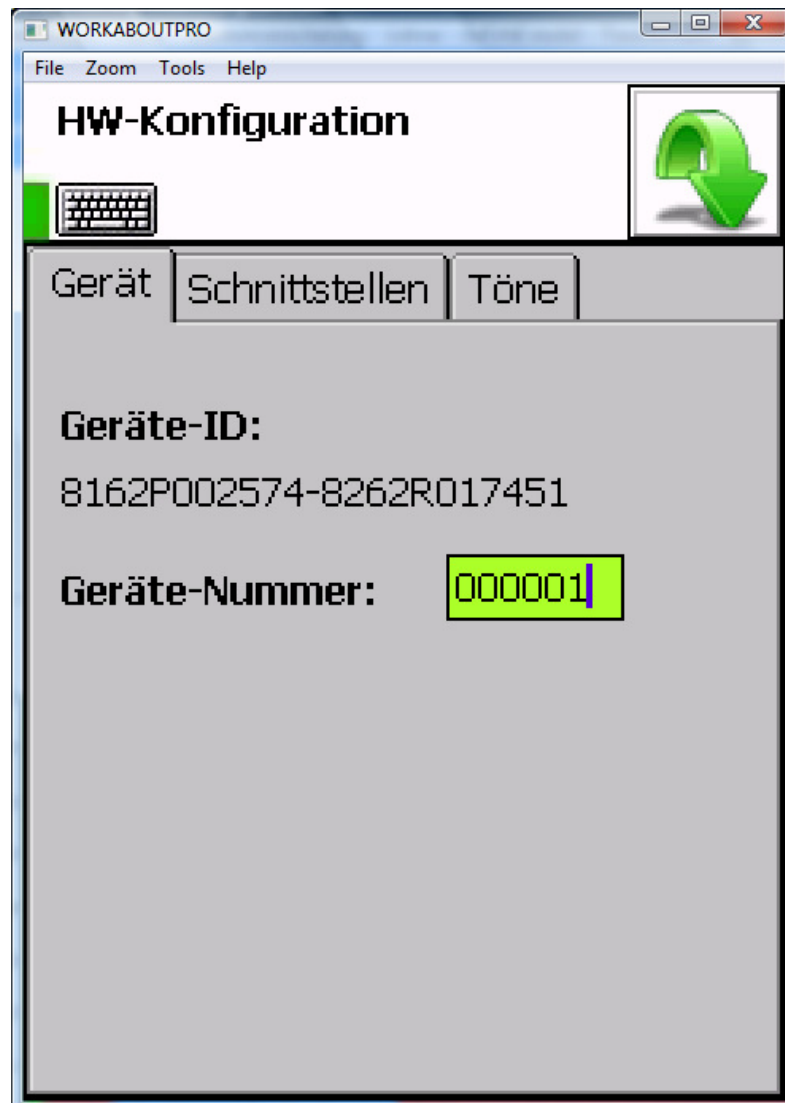 WORKABOUTPRO
File Zoom Tools Help
HW-Konfiguration
Gerät Schnittstellen Töne
Geräte-ID:
8162P002574-8262R017451
Geräte-Nummer: 000001